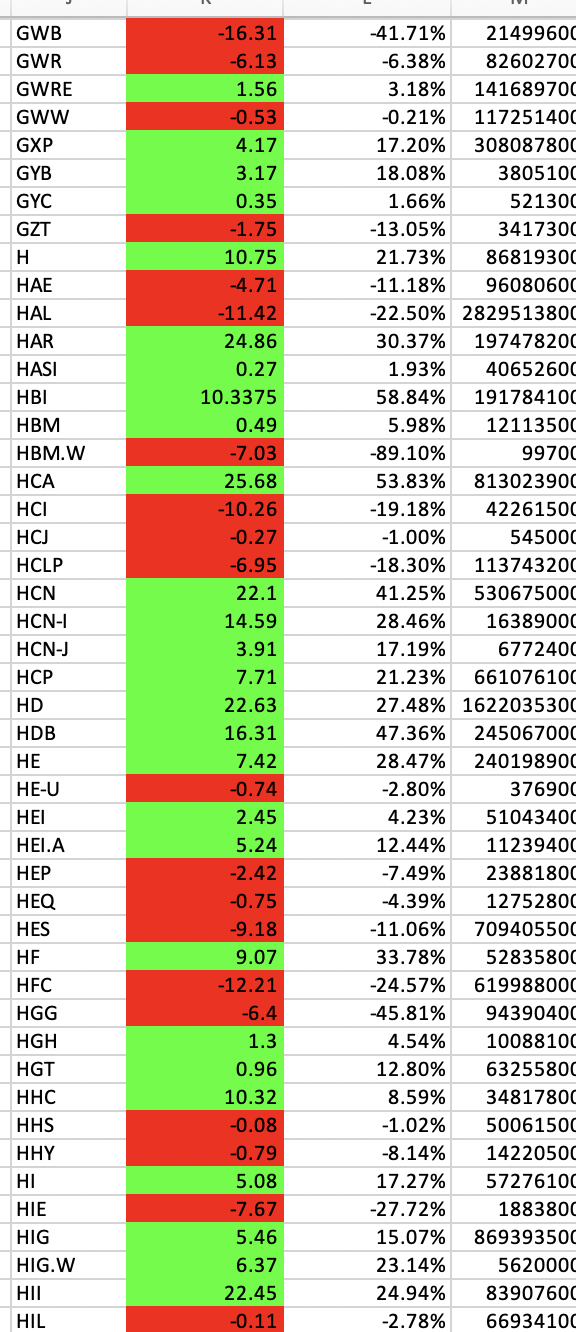 GWB -16.31 -41.71% 21499600
GWR -6.13 -6.38% 82602700
GWRE 1.56 3.18% 141689700
GWW -0.53 -0.21% 117251400
GXP 4.17 17.20% 308087800
GYB 3.17 18.08% 3805100
GYC 0.35 1.66% 521300
GZT -1.75 -13.05% 3417300
H 10.75 21.73% 86819300
HAE -4.71 -11.18% 96080600
HAL -11.42 -22.50% 2829513800
HAR 24.86 30.37% 197478200
HASI 0.27 1.93% 40652600
HBI 10.3375 58.84% 191784100
HBM 0.49 5.98% 12113500
HBM.W -7.03 -89.10% 99700
HCA 25.68 53.83% 813023900
HCI -10.26 -19.18% 42261500
HCJ -0.27 -1.00% 545000
HCLP -6.95 -18.30% 113743200
HCN 22.1 41.25% 530675000
HCN-I 14.59 28.46% 16389000
HCN-J 3.91 17.19% 6772400
HCP 7.71 21.23% 661076100
HD 22.63 27.48% 1622035300
HDB 16.31 47.36% 245067000
HE 7.42 28.47% 240198900
HE-U -0.74 -2.80% 376900
HEI 2.45 4.23% 51043400
HEI.A 5.24 12.44% 11239400
HEP -2.42 -7.49% 23881800
HEQ -0.75 -4.39% 12752800
HES -9.18 -11.06% 709405500
HF 9.07 33.78% 52835800
HFC -12.21 -24.57% 619988000
HGG -6.4 -45.81% 94390400
HGH 1.3 4.54% 10088100
HGT 0.96 12.80% 63255800
HHC 10.32 8.59% 34817800
HHS -0.08 -1.02% 50061500
HHY -0.79 -8.14% 14220500
HI 5.08 17.27% 57276100
HIE -7.67 -27.72% 1883800
HIG 5.46 15.07% 869393500
HIG.W 6.37 23.14% 5620000
HII 22.45 24.94% 83907600
HIL -0.11 -2.78% 66934100